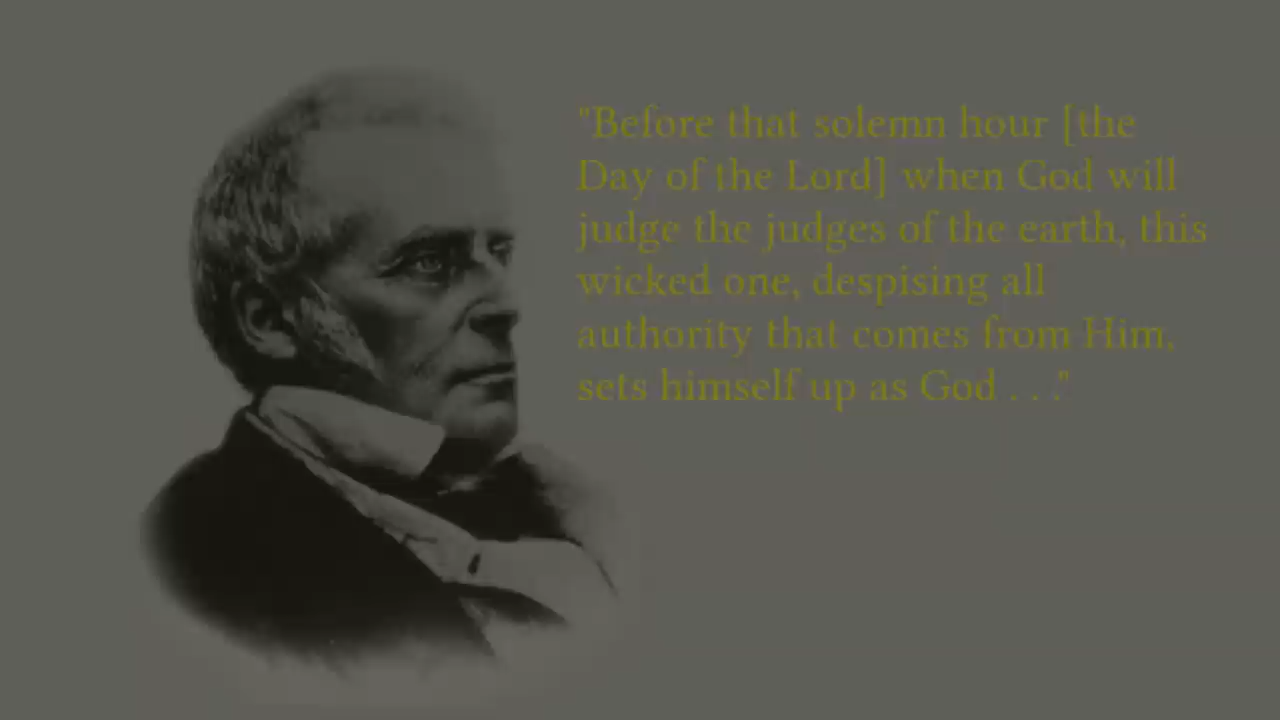 "Before that solemn hour [the
Day of the Lord] when God will
judge the judges of the earth, this
wicked one, despising all
authority that comes from Him,
sets himself up as God . . ."